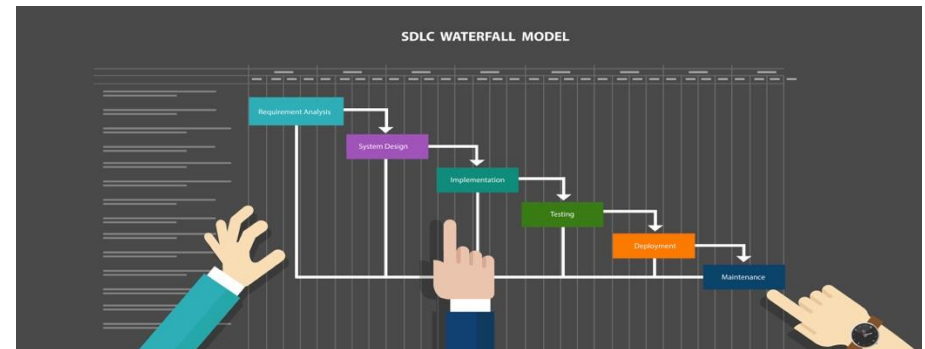 SDLC WATERFALL MODEL
Requirement Analysis
System Design
Implementation
Testing
Deployment
Maintenance